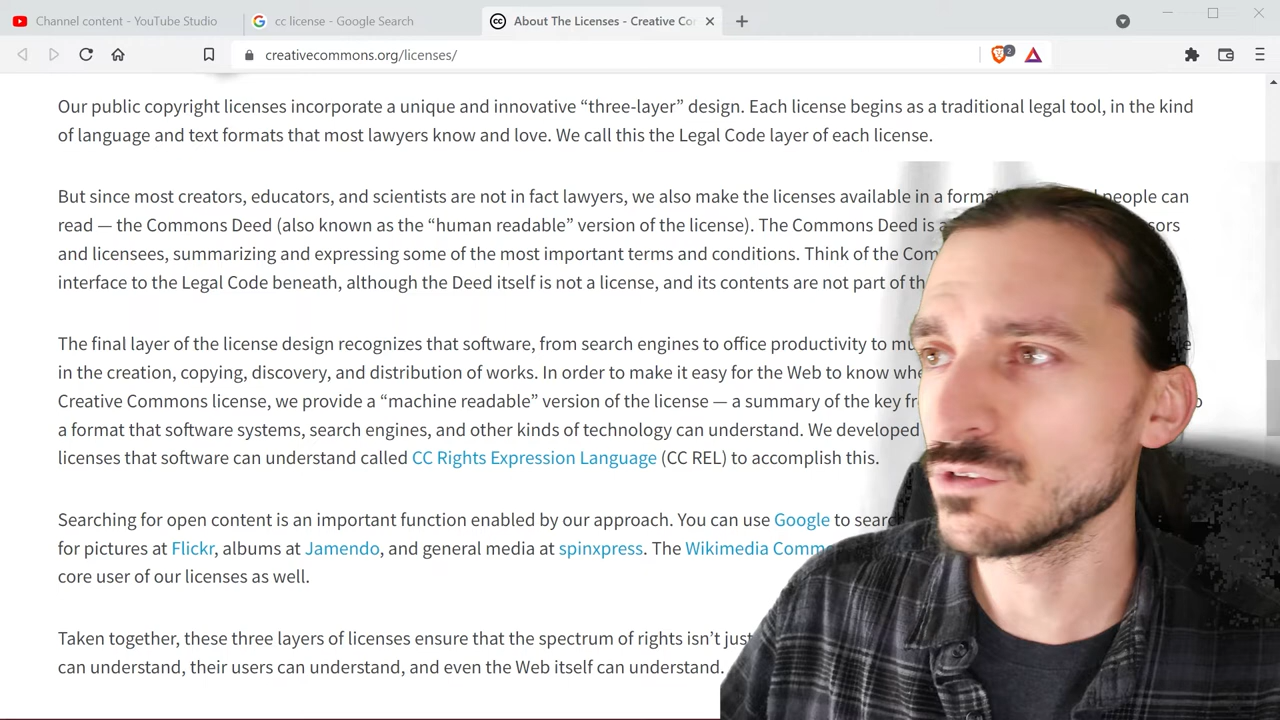 Channel content - YouTube Studio
cc license - Google Search
About The Licenses - Creative Co
creativecommons.org/licenses/
2
Our public copyright licenses incorporate a unique and innovative “three-layer” design. Each license begins as a traditional legal tool, in the kind
of language and text formats that most lawyers know and love. We call this the Legal Code layer of each license.
But since most creators, educators, and scientists are not in fact lawyers, we also make the licenses available in a format people can
read — the Commons Deed (also known as the “human readable” version of the license). The Commons Deed is a
and licensees, summarizing and expressing some of the most important terms and conditions. Think of the Com
interface to the Legal Code beneath, although the Deed itself is not a license, and its contents are not part of th
The final layer of the license design recognizes that software, from search engines to office productivity to mu
in the creation, copying, discovery, and distribution of works. In order to make it easy for the Web to know whe
Creative Commons license, we provide a “machine readable” version of the license — a summary of the key fr
a format that software systems, search engines, and other kinds of technology can understand. We developed
licenses that software can understand called CC Rights Expression Language (CC REL) to accomplish this.
Searching for open content is an important function enabled by our approach. You can use Google to searc
for pictures at Flickr, albums at Jamendo, and general media at spinxpress. The Wikimedia Comm
core user of our licenses as well.
Taken together, these three layers of licenses ensure that the spectrum of rights isn’t just
can understand, their users can understand, and even the Web itself can understand.